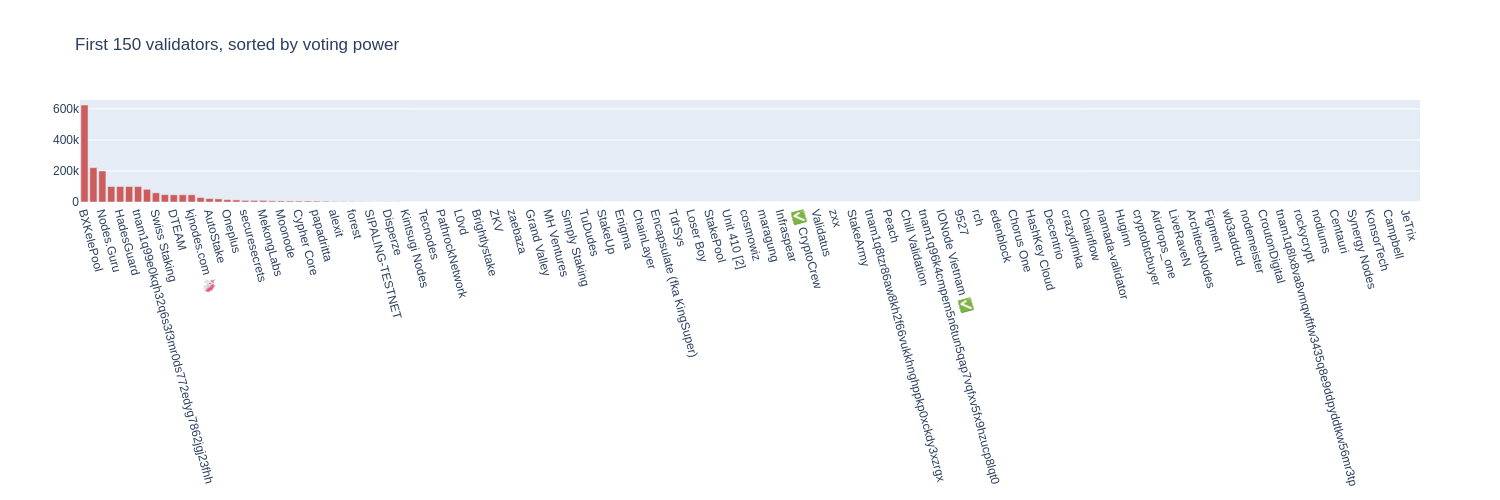 First 150 validators, sorted by voting power
600k
400k
200k
0
BXKelePool
Nodes.Guru
HadesGuard
tnam1q99e0kqh32q6s3f3mr0ds772edyg7862jgj23fhh
Swiss Staking
DTEAM
kjnodes.com 🦄
AutoStake
Oneplus
securesecrets
MekongLabs
Moonode
Cypher Core
papadritta
alexit
forest
SIPALING-TESTNET
Disperze
Kintsugi Nodes
Tecnodes
PathrockNetwork
L0vd
Brightlystake
ZKV
zaebaza
Grand Valley
MH Ventures
Simply Staking
TuDudes
StakeUp
Enigma
ChainLayer
Encapsulate (fka KingSuper)
TdrSys
Loser Boy
StakePool
Unit 410 [2]
cosmowiz
maragung
Infraspear
✅ CryptoCrew
Validatus
zxx
StakeArmy
tnam1q8tzr86aw8kh2f66vukkhnghppkp0xckdy3xzrgx
Peach
Chill Validation
tnam1q96k4cmpem5n6tun5qap7vqfxv5fx9hzucp8lqt0
IONode Vietnam ✅
9527
rch
edenblock
Chorus One
HashKey Cloud
Decentrio
crazydimka
Chainflow
namada-validator
Huginn
cryptobtcbuyer
Airdrops_one
LiveRaveN
ArchitectNodes
Figment
wb3addctd
nodemeister
CroutonDigital
tnam1q8lx8va8vmqwftfw3435q8e9ddpyddtkw56mr3tp
rockycrypt
nodiums
Centauri
Synergy Nodes
KonsorTech
Campbell
JeTrix